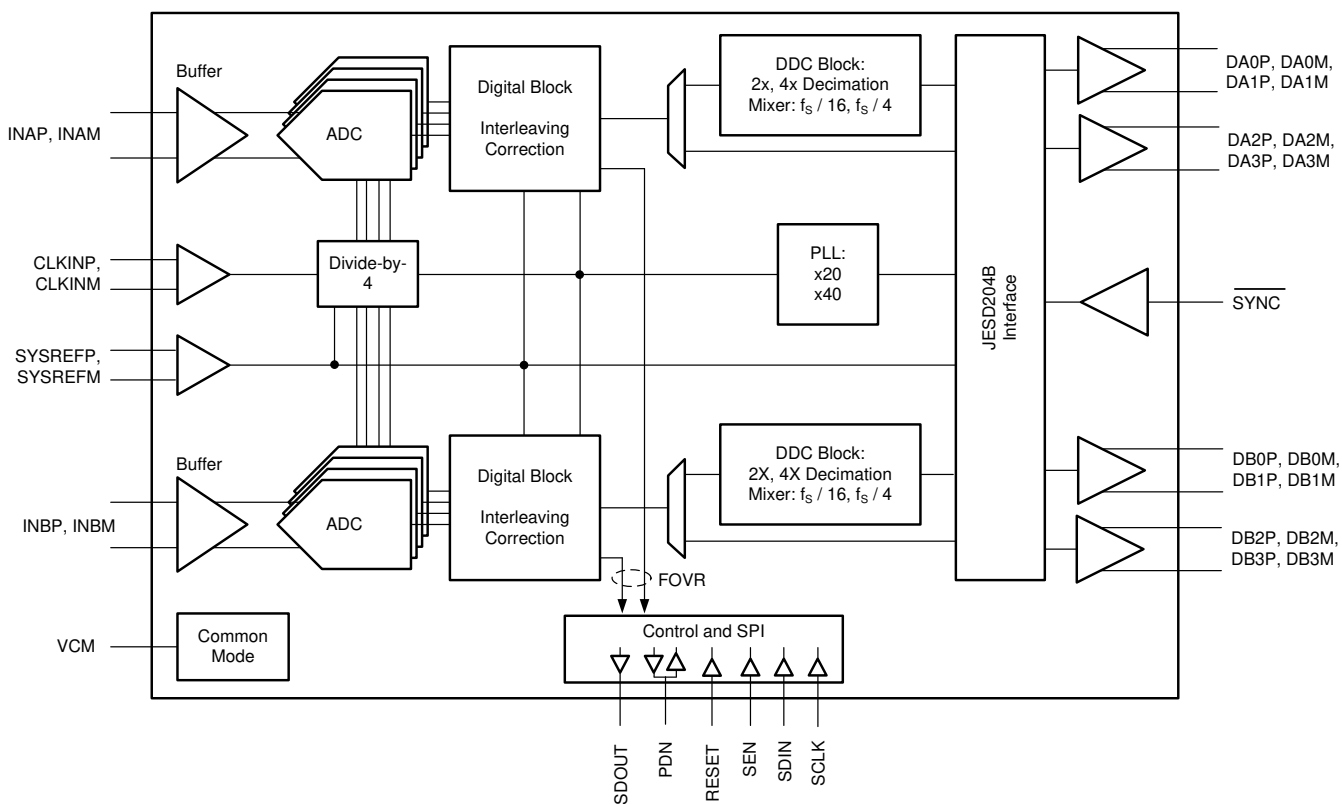 Buffer
INAP, INAM
ADC
Digital Block
Interleaving
Correction
DDC Block:
2x, 4x Decimation
Mixer: fS / 16, fS / 4
DA0P, DA0M,
DA1P, DA1M
DA2P, DA2M,
DA3P, DA3M
CLKINP,
CLKINM
Divide-by-
4
PLL:
x20
x40
JESD204B
Interface
SYNC
SYSREFP,
SYSREFM
Buffer
INBP, INBM
ADC
Digital Block
Interleaving
Correction
DDC Block:
2X, 4X Decimation
Mixer: fS / 16, fS / 4
DB0P, DB0M,
DB1P, DB1M
DB2P, DB2M,
DB3P, DB3M
FOVR
VCM
Common
Mode
Control and SPI
SDOUT
PDN
RESET
SEN
SDIN
SCLK